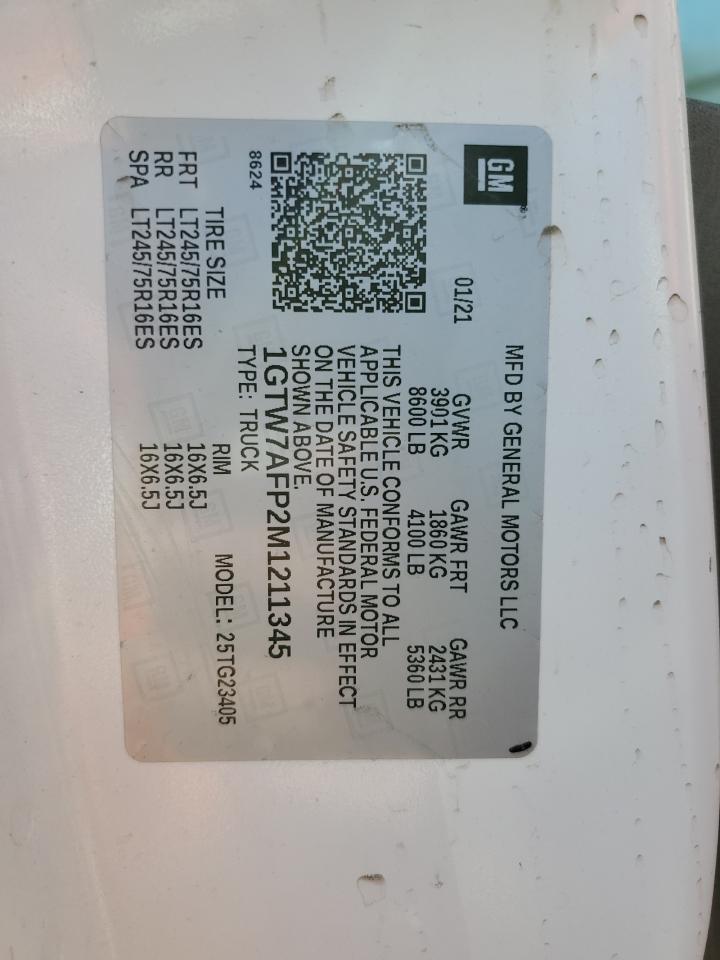 GM
MFD BY GENERAL MOTORS LLC
01/21
GVWR GAWR FRT GAWR RR
3901 KG 1860 KG 2431 KG
8600 LB 4100 LB 5360 LB
THIS VEHICLE CONFORMS TO ALL
APPLICABLE U.S. FEDERAL MOTOR
VEHICLE SAFETY STANDARDS IN EFFECT
ON THE DATE OF MANUFACTURE
SHOWN ABOVE.
1GTW7AFP2M1211345
8624
TYPE: TRUCK MODEL: 25TG23405
TIRE SIZE RIM
FRT LT245/75R16ES 16X6.5J
RR LT245/75R16ES 16X6.5J
SPA LT245/75R16ES 16X6.5J